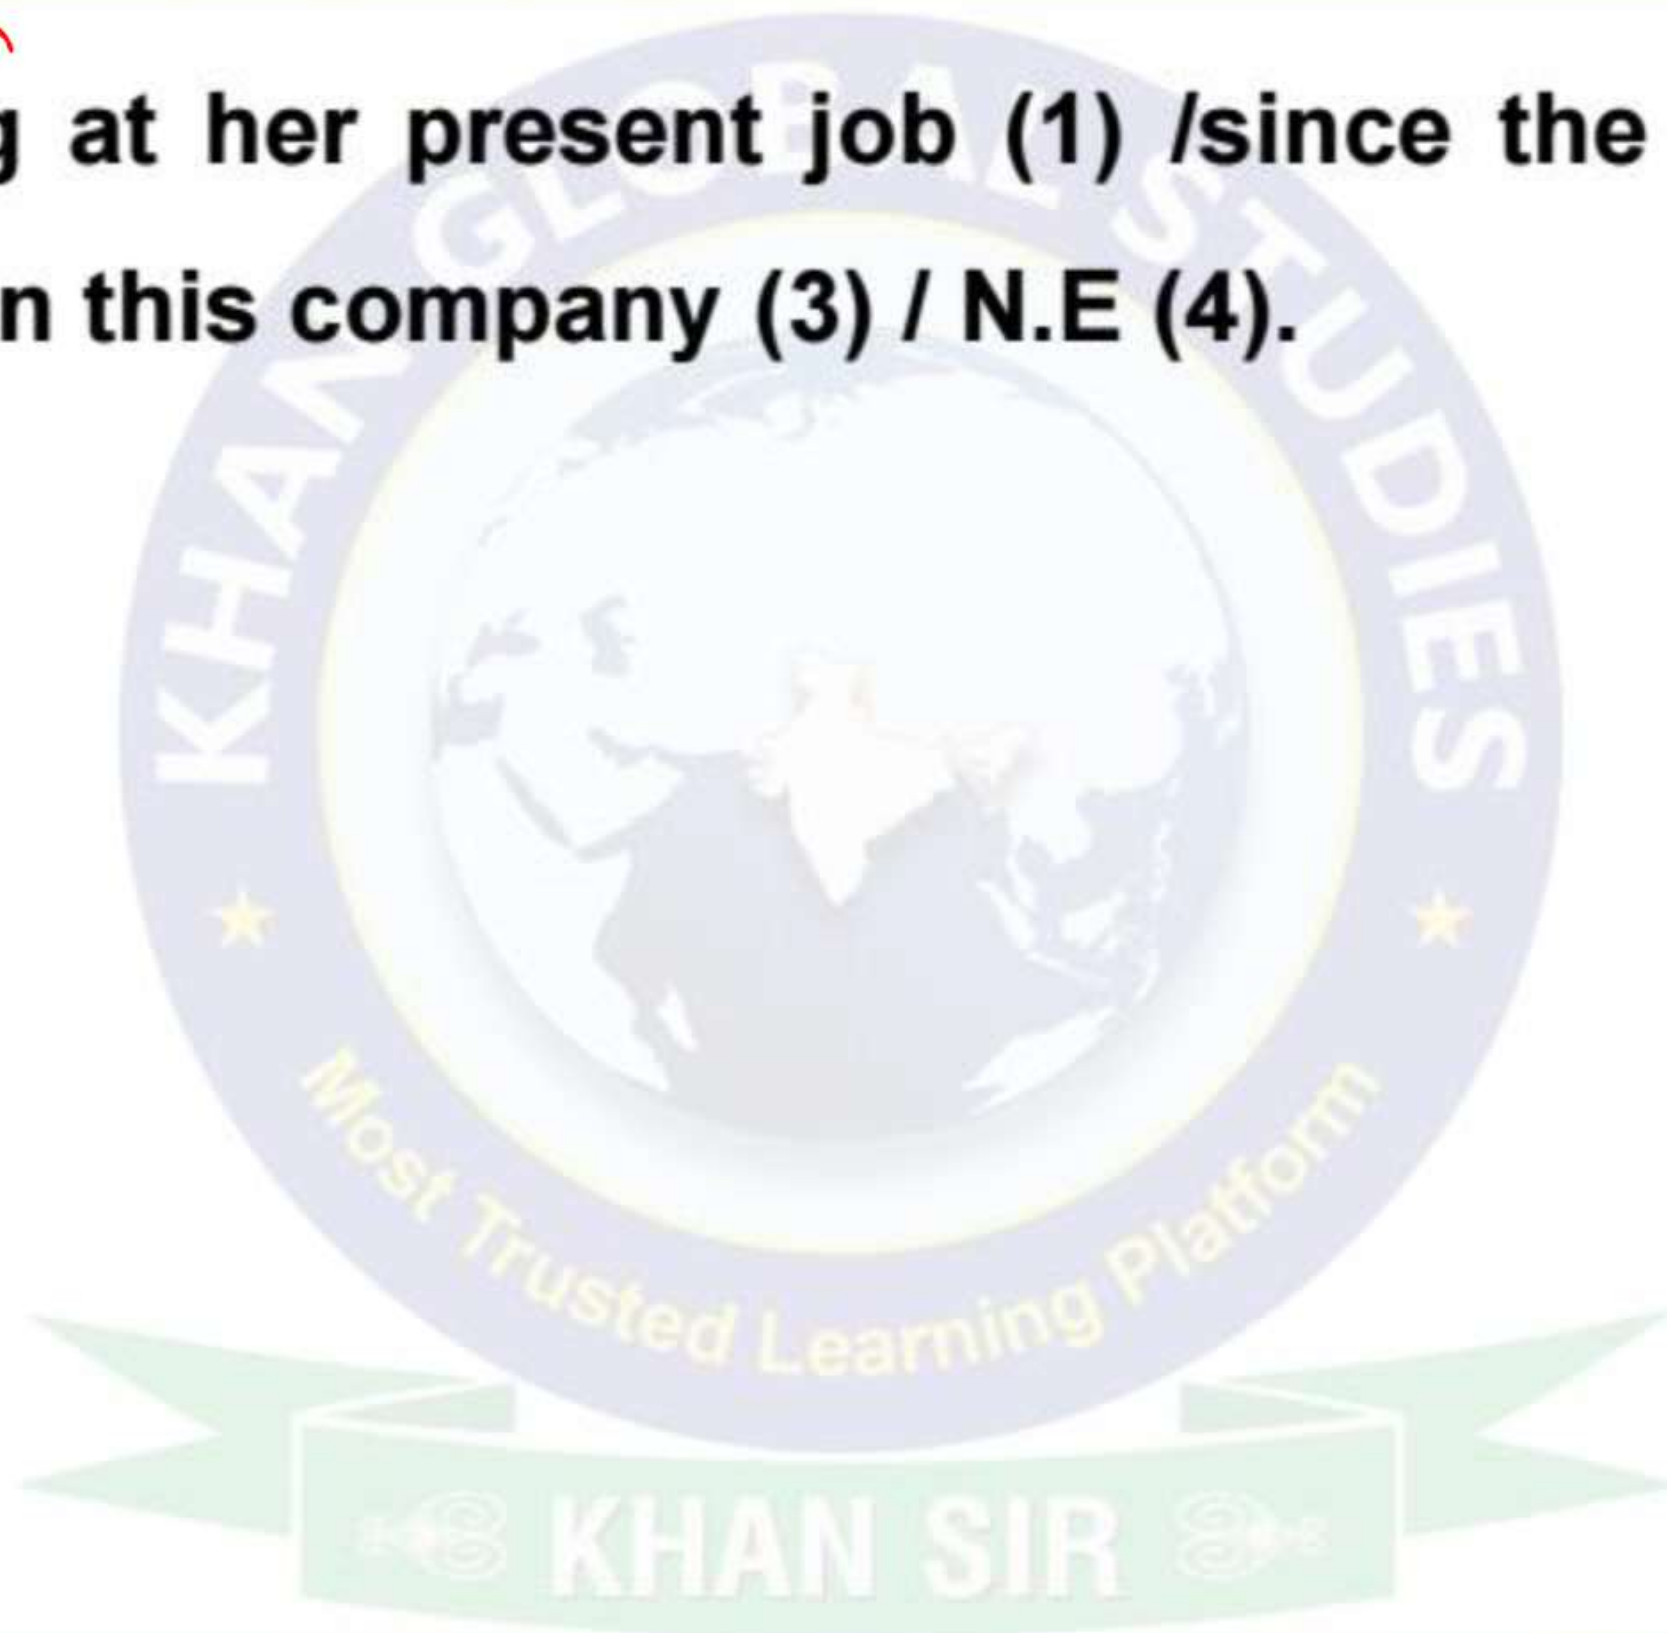 g at her present job (1) /since the
n this company (3) / N.E (4).
KHAN GLOBAL STUDIES
Most Trusted Learning Platform
KHAN SIR